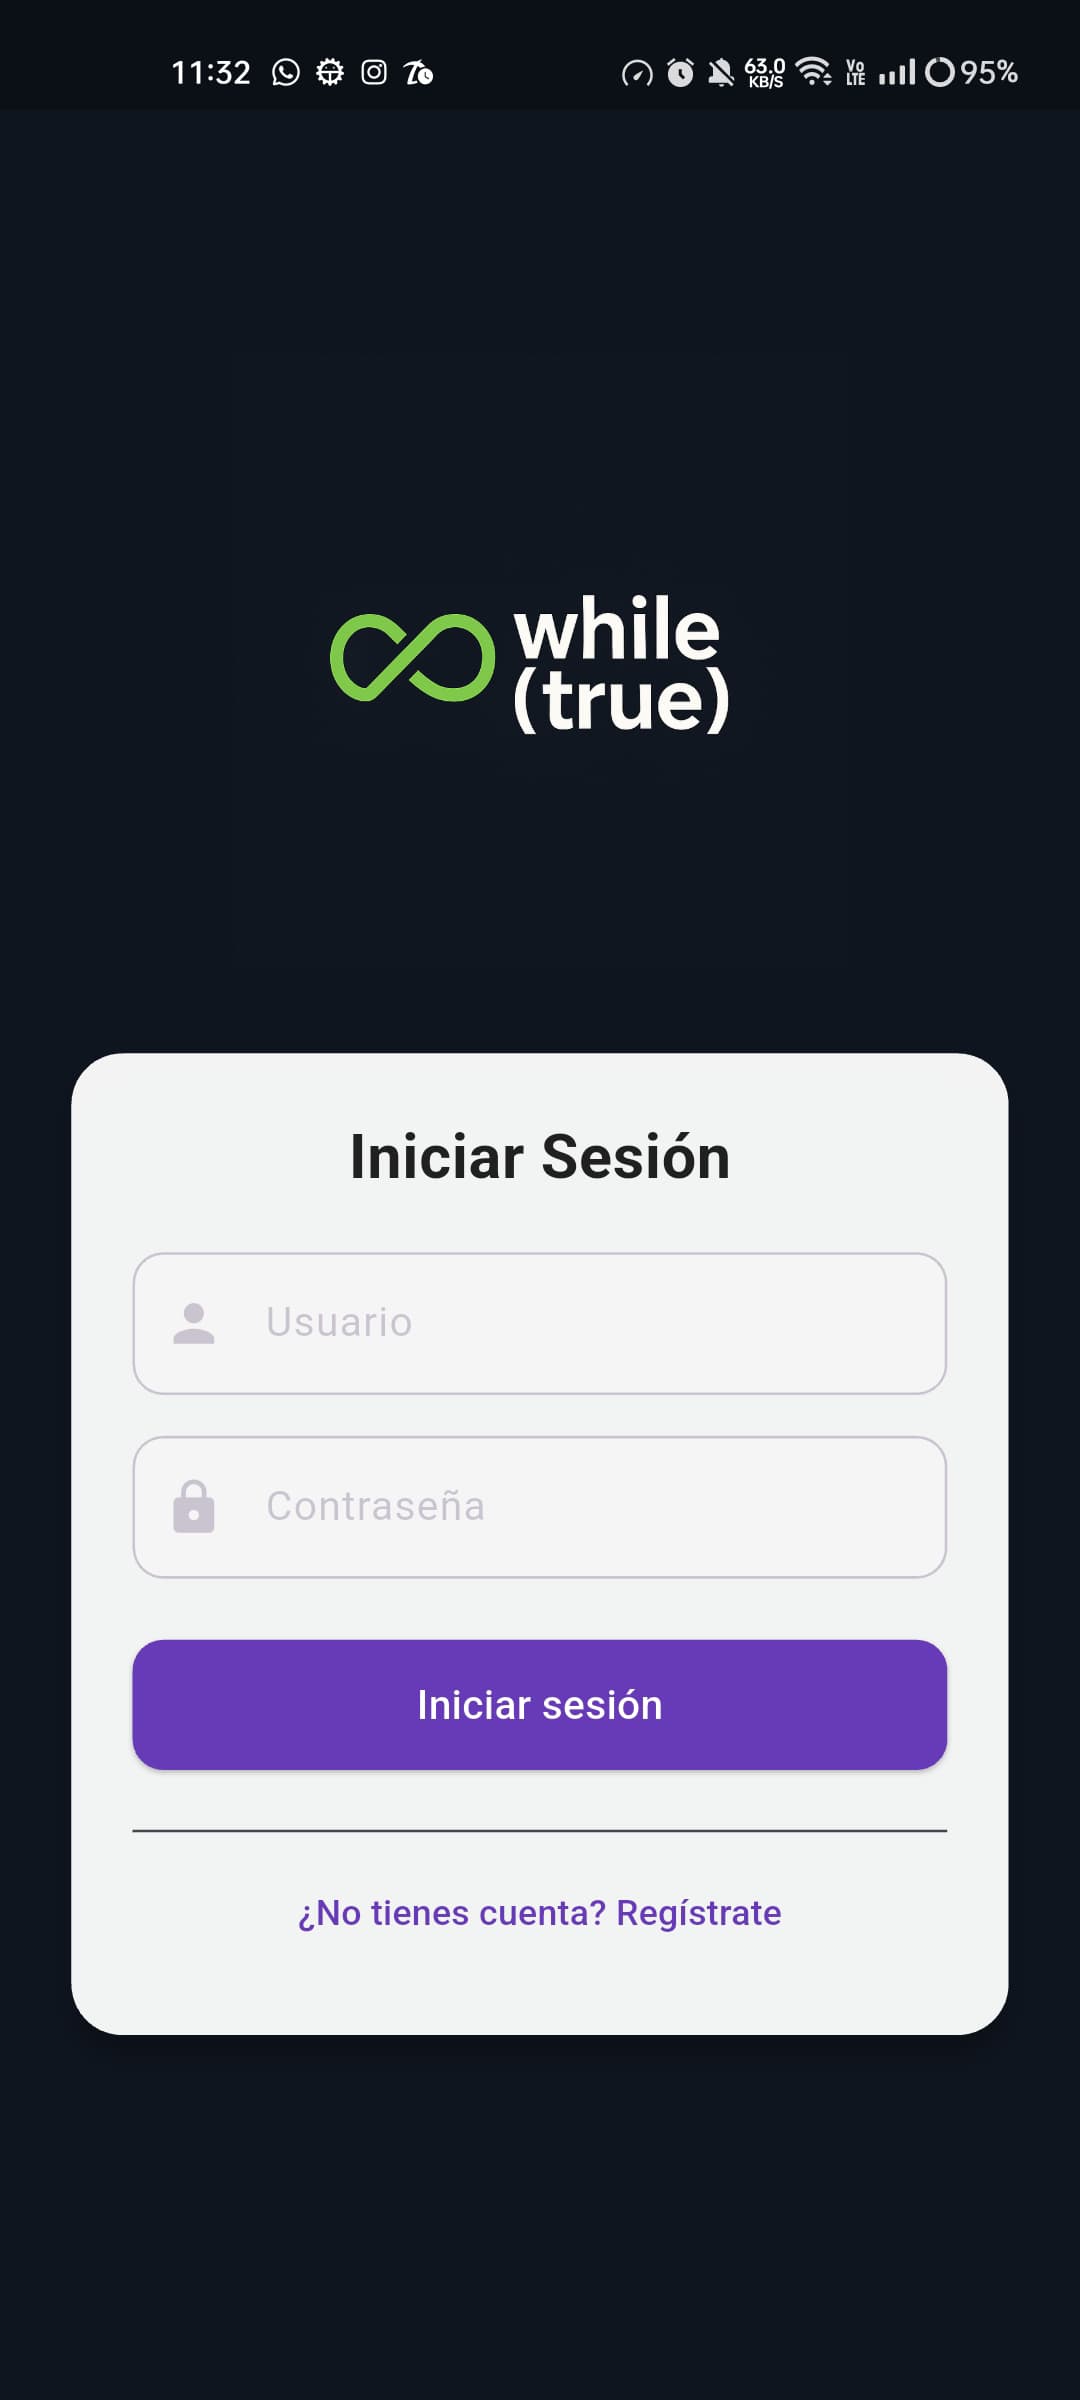 11:32 63.0 KB/S Vo LTE 95%
while
(true)
Iniciar Sesión
Usuario
Contraseña
Iniciar sesión
¿No tienes cuenta? Regístrate